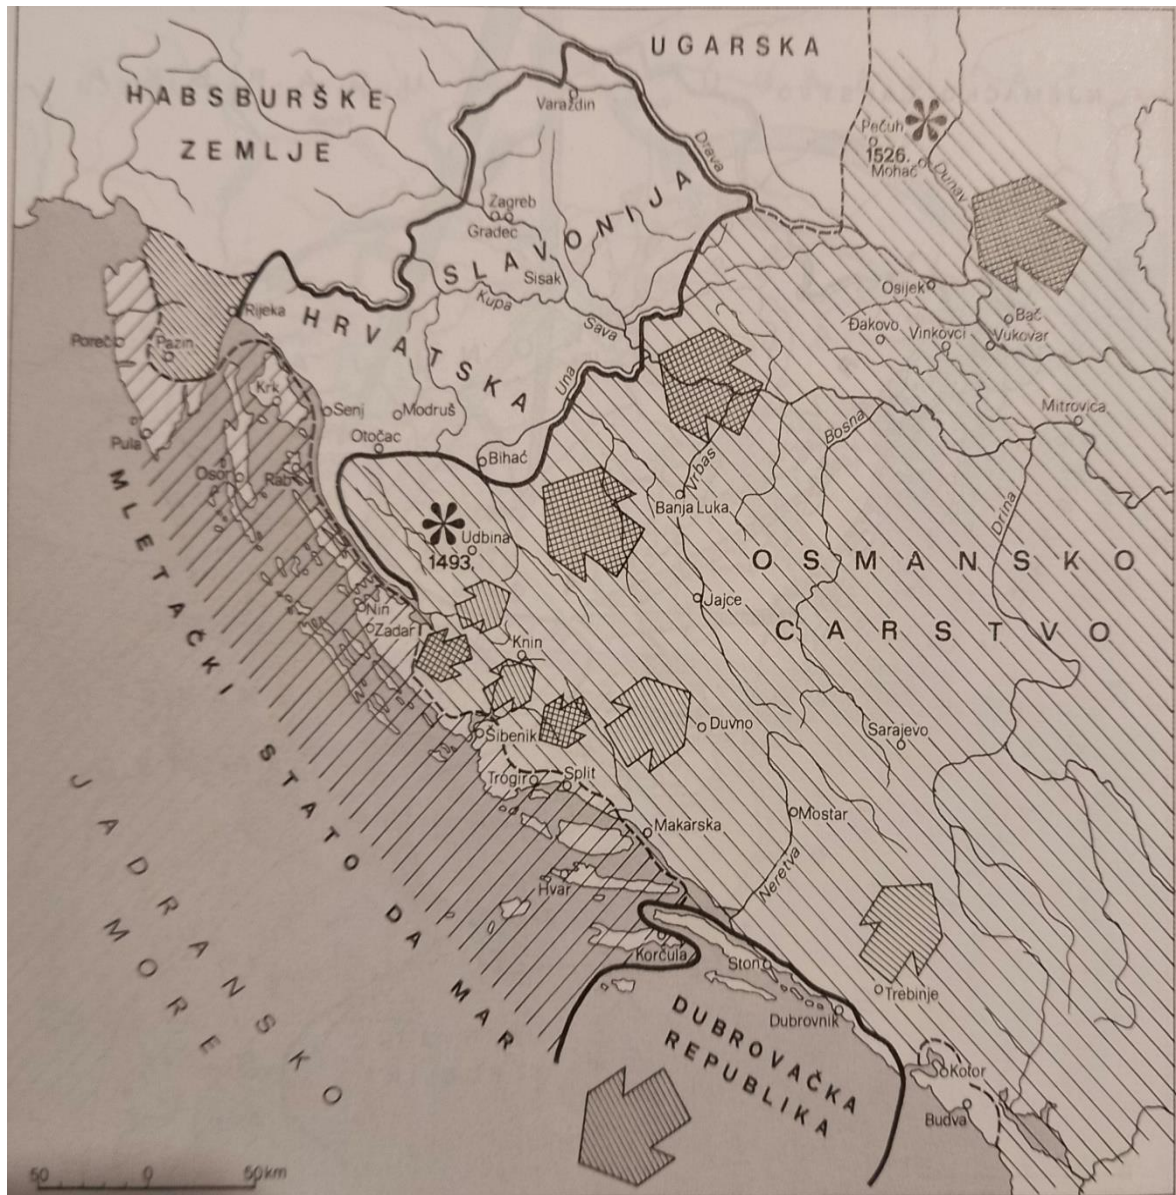 UGARSKA
HABSBURŠKE
ZEMLJE
Varaždin
Drava
Pečuh
1526.
Mohač
Dunav
Zagreb
Gradec
SLAVONIJA
Sisak
Kupa
Sava
Rijeka
HRVATSKA
Osijek
Bač
Đakovo
Vinkovci
Vukovar
Poreč
Pazin
Krk
Senj
Modruš
Una
Mitrovica
Pula
Otočac
Bihać
Bosna
Osor
Rab
Vrbas
Banja Luka
Drina
Udbina
1493.
OSMANSKO
CARSTVO
Nin
Zadar
Jajce
Knin
MLETAČKI STATO DA MAR
Šibenik
Duvno
Sarajevo
Trogir
Split
Makarska
Mostar
Neretva
Hvar
JADRANSKO
MORE
Korčula
Ston
Trebinje
Dubrovnik
DUBROVAČKA
REPUBLIKA
Kotor
Budva
50 0 50 km